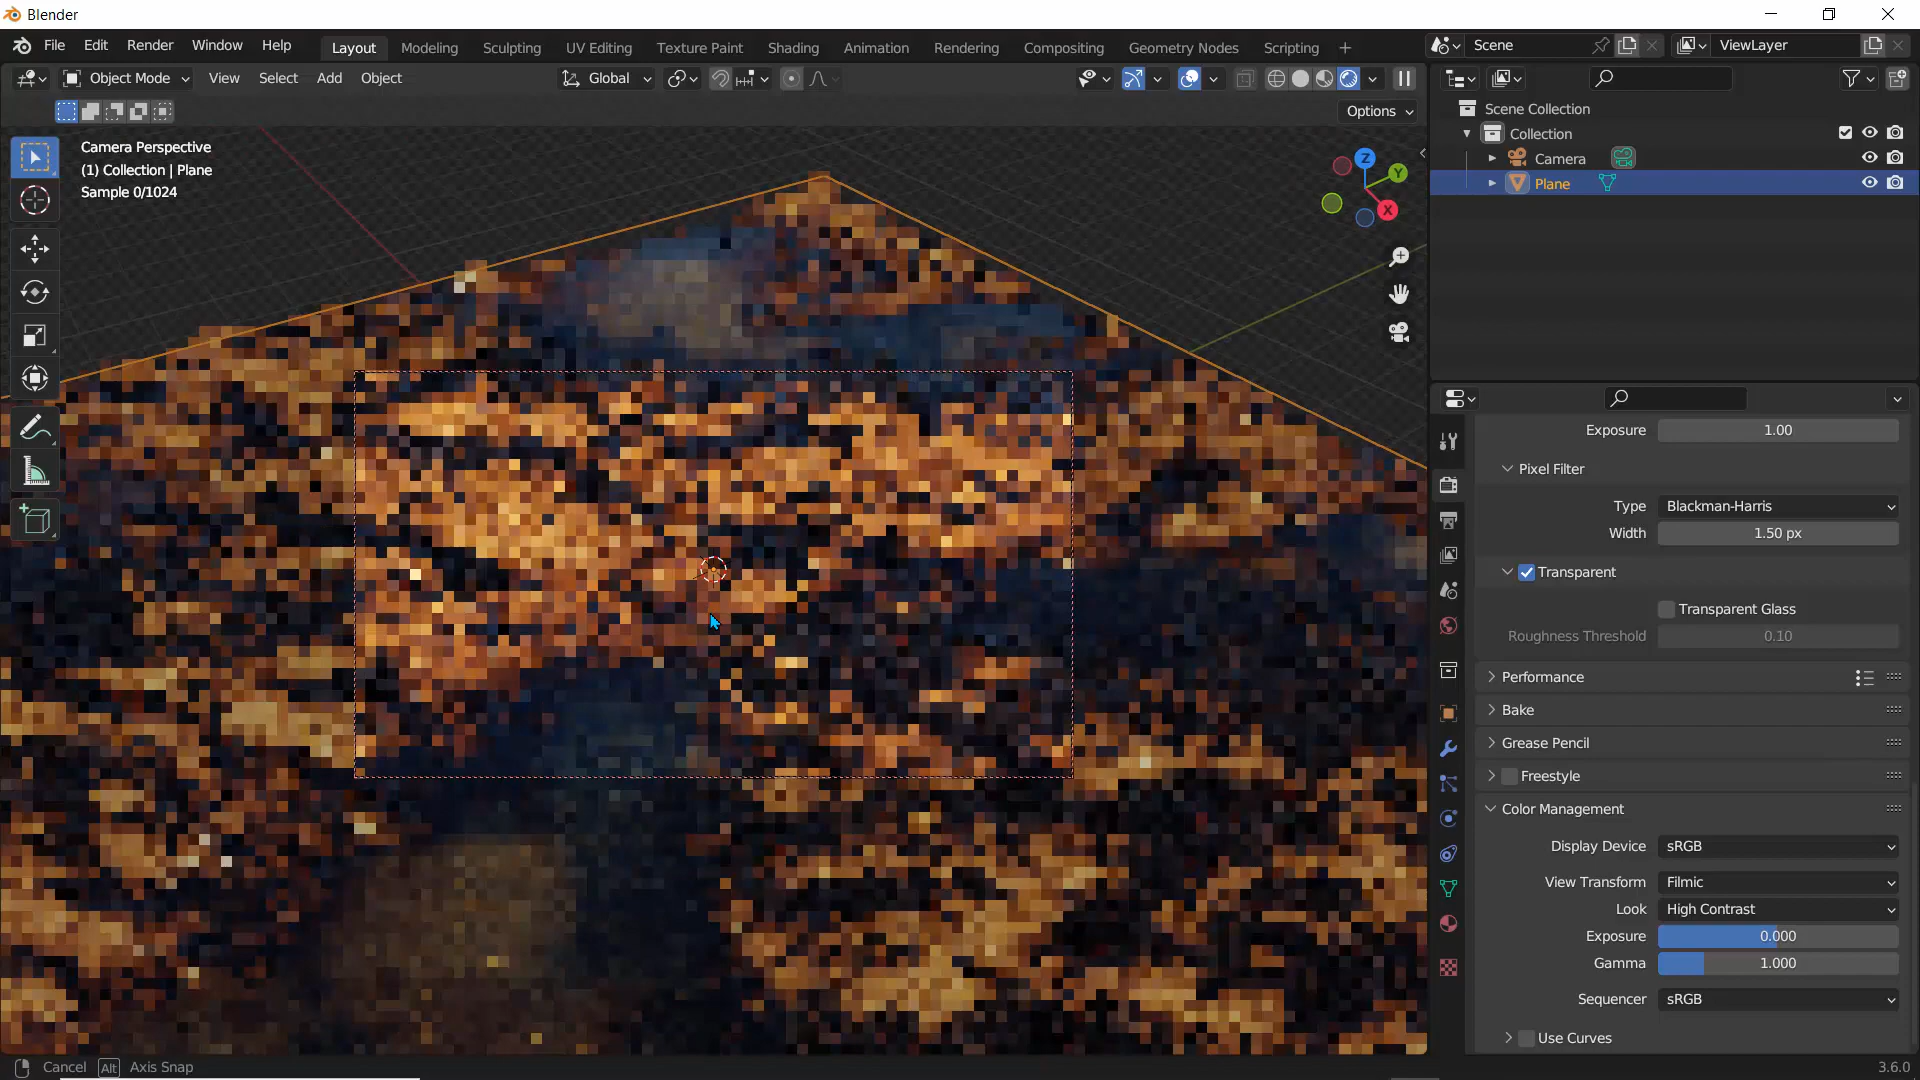 Blender
File Edit Render Window Help
Layout Modeling Sculpting UV Editing Texture Paint Shading Animation Rendering Compositing Geometry Nodes Scripting +
Scene
ViewLayer
Object Mode View Select Add Object
Global
Options
Camera Perspective
(1) Collection | Plane
Sample 0/1024
Z
Y
X
Scene Collection
Collection
Camera
Plane
Exposure 1.00
Pixel Filter
Type Blackman-Harris
Width 1.50 px
Transparent
Transparent Glass
Roughness Threshold 0.10
Performance
Bake
Grease Pencil
Freestyle
Color Management
Display Device sRGB
View Transform Filmic
Look High Contrast
Exposure 0.000
Gamma 1.000
Sequencer sRGB
Use Curves
Cancel Alt Axis Snap
3.6.0